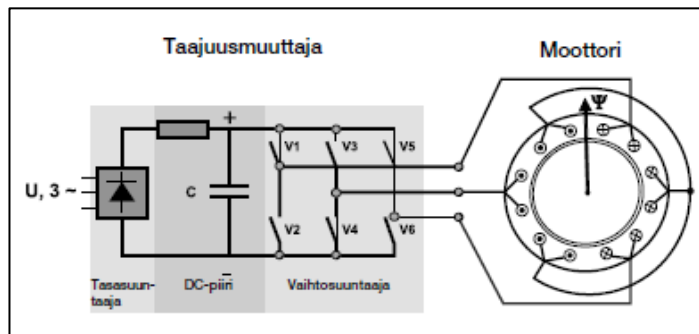 Taajuusmuuttaja
Moottori
+
Ψ
V1
V3
V5
U, 3 ~
C
V2
V4
V6
–
Tasasuun-
taaja
DC-piiri
Vaihtosuuntaaja